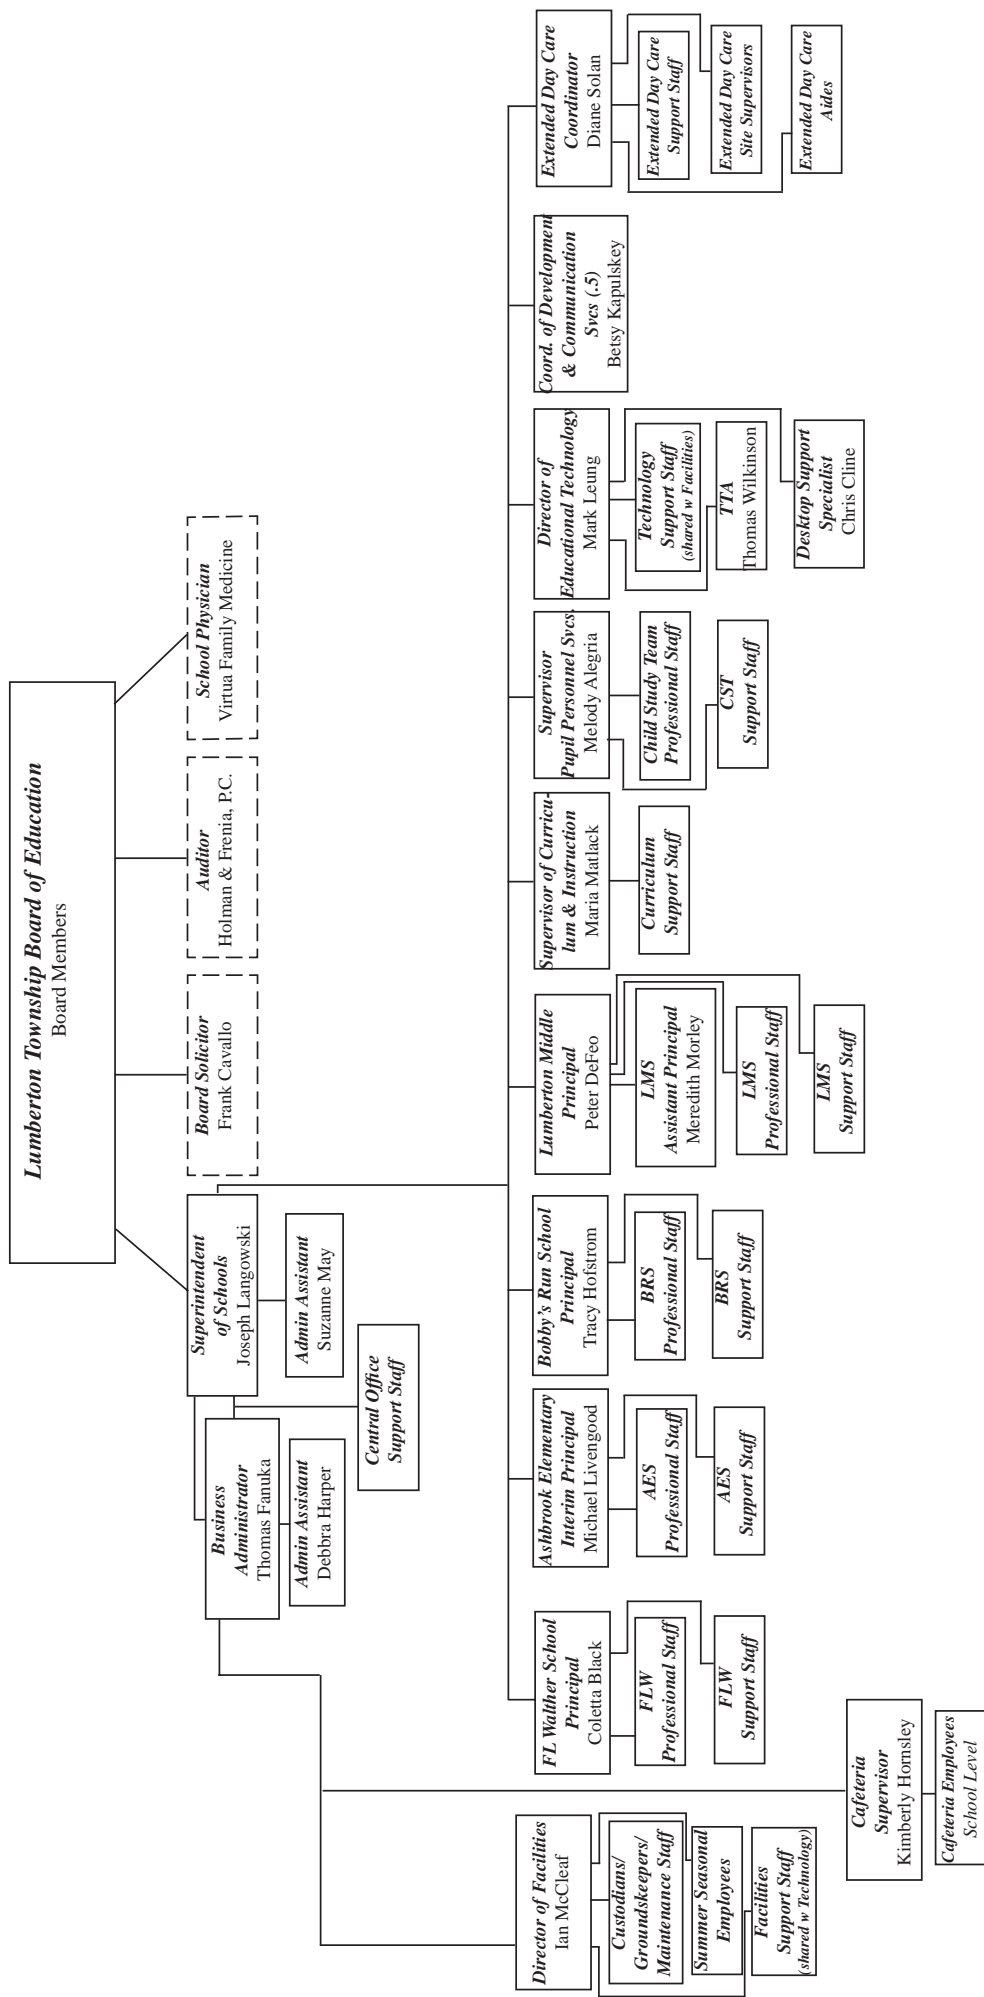 Lumberton Township Board of Education
Board Members
Superintendent
of Schools
Joseph Langowski
Board Solicitor
Frank Cavallo
Auditor
Holman & Frenia, P.C.
School Physician
Virtua Family Medicine
Business
Administrator
Thomas Fanuka
Admin Assistant
Suzanne May
Admin Assistant
Debbra Harper
Central Office
Support Staff
Director of Facilities
Ian McCleaf
Custodians/
Groundskeepers/
Maintenance Staff
Summer Seasonal
Employees
Facilities
Support Staff
(shared w Technology)
Cafeteria
Supervisor
Kimberly Hornsley
Cafeteria Employees
School Level
FL Walther School
Principal
Coletta Black
FLW
Professional Staff
FLW
Support Staff
Ashbrook Elementary
Interim Principal
Michael Livengood
AES
Professional Staff
AES
Support Staff
Bobby's Run School
Principal
Tracy Hofstrom
BRS
Professional Staff
BRS
Support Staff
Lumberton Middle
Principal
Peter DeFeo
LMS
Assistant Principal
Meredith Morley
LMS
Professional Staff
LMS
Support Staff
Supervisor of Curricu-
lum & Instruction
Maria Matlack
Curriculum
Support Staff
Supervisor
Pupil Personnel Svcs.
Melody Alegria
Child Study Team
Professional Staff
CST
Support Staff
Director of
Educational Technology
Mark Leung
Technology
Support Staff
(shared w Facilities)
TTA
Thomas Wilkinson
Desktop Support
Specialist
Chris Cline
Coord. of Development
& Communication
Svcs (.5)
Betsy Kapulskey
Extended Day Care
Coordinator
Diane Solan
Extended Day Care
Support Staff
Extended Day Care
Site Supervisors
Extended Day Care
Aides